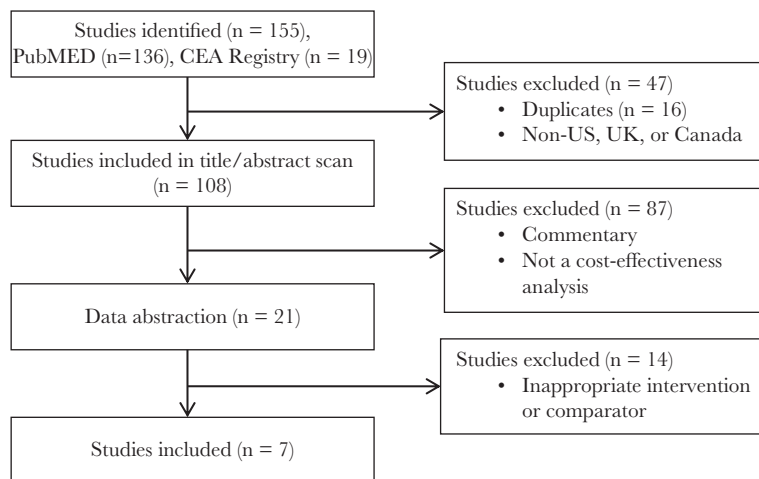 Studies identified (n = 155),
PubMED (n=136), CEA Registry (n = 19)
Studies excluded (n = 47)
• Duplicates (n = 16)
• Non-US, UK, or Canada
Studies included in title/abstract scan
(n = 108)
Studies excluded (n = 87)
• Commentary
• Not a cost-effectiveness
analysis
Data abstraction (n = 21)
Studies excluded (n = 14)
• Inappropriate intervention
or comparator
Studies included (n = 7)